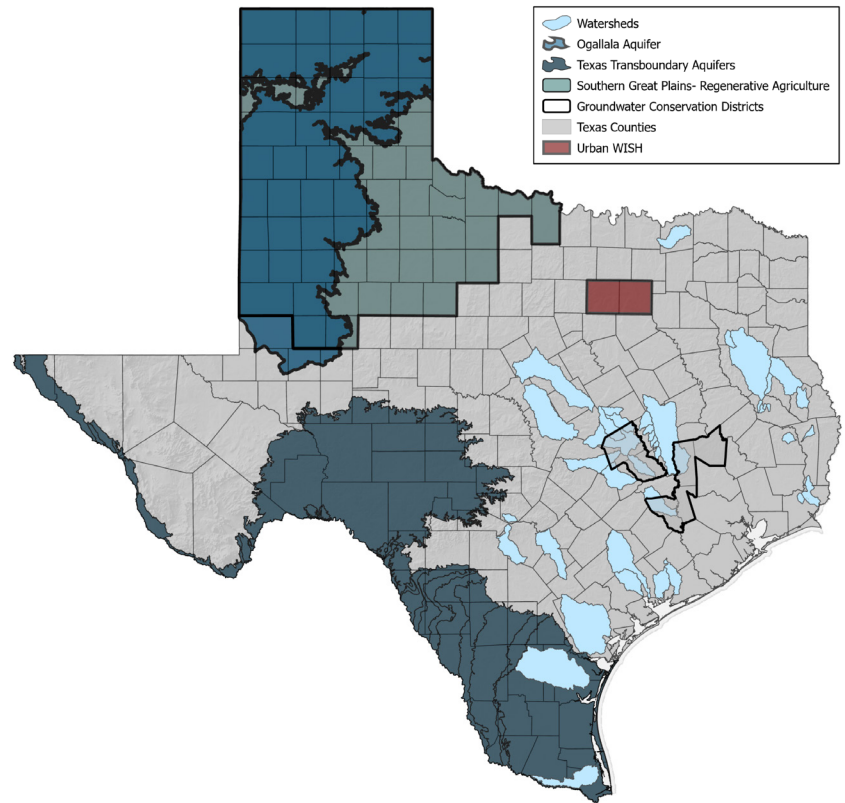 Watersheds
Ogallala Aquifer
Texas Transboundary Aquifers
Southern Great Plains- Regenerative Agriculture
Groundwater Conservation Districts
Texas Counties
Urban WISH